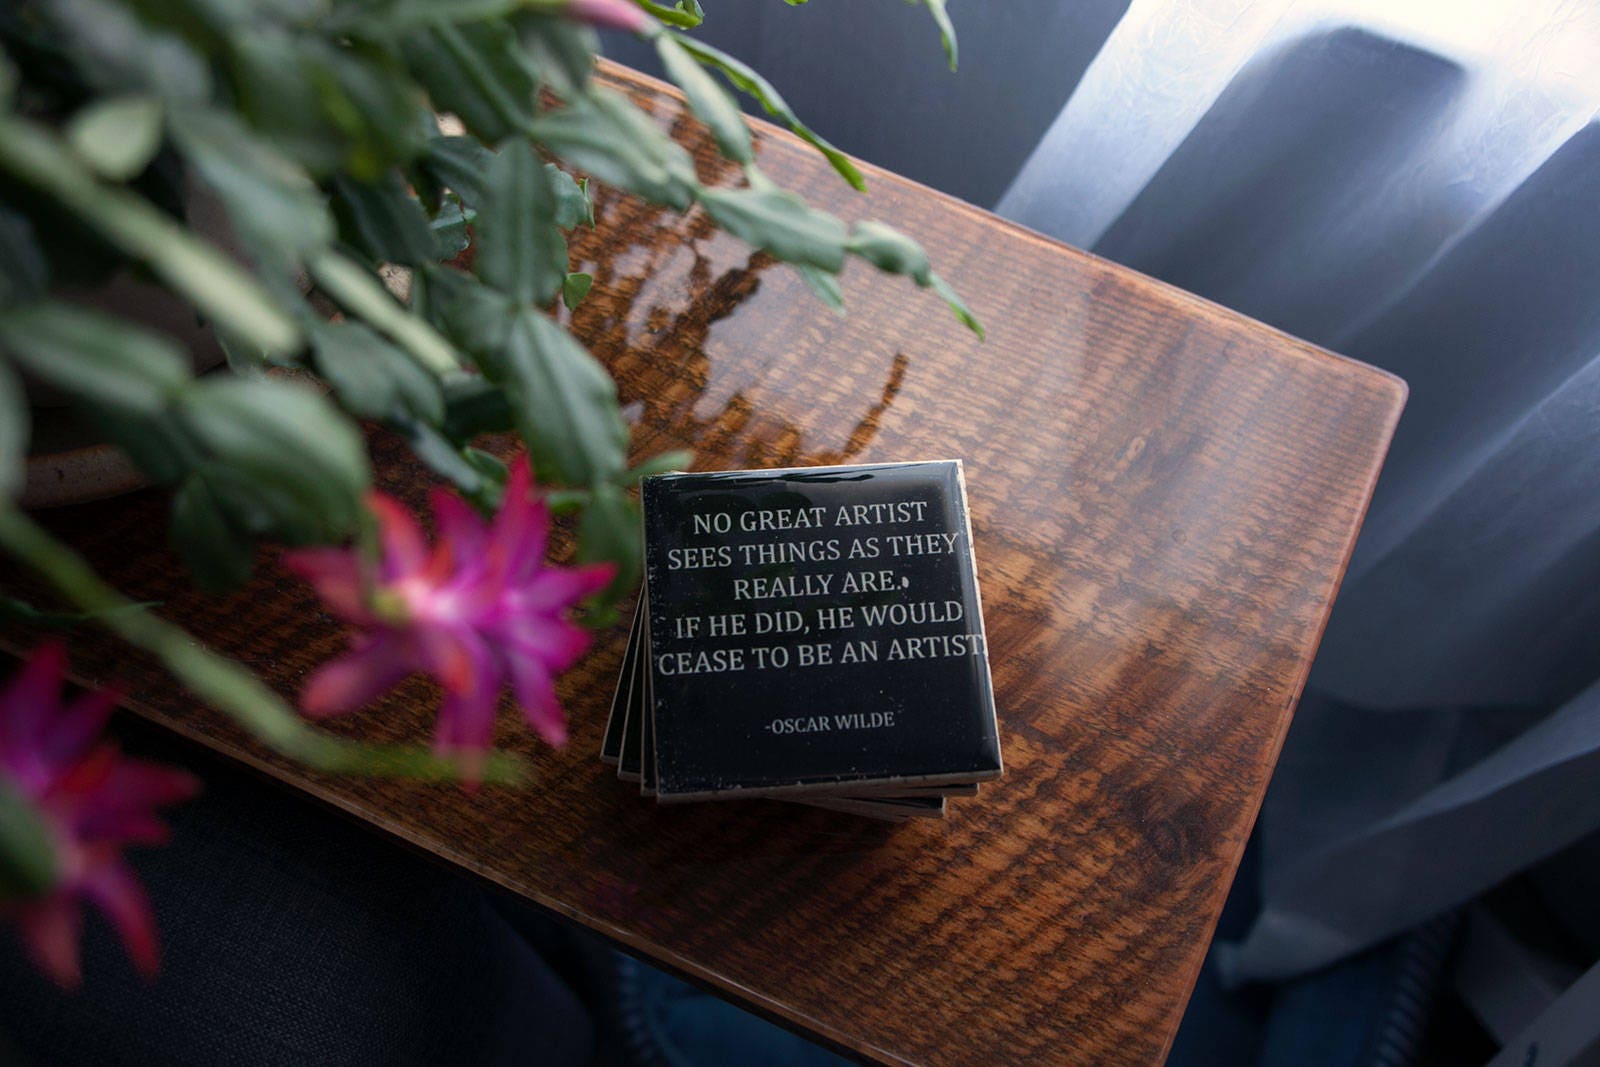 NO GREAT ARTIST
SEES THINGS AS THEY
REALLY ARE.
IF HE DID, HE WOULD
CEASE TO BE AN ARTIST
-OSCAR WILDE